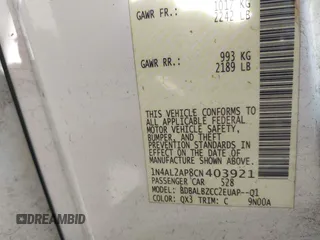 1017 KG
GAWR FR: 2242 LB
993 KG
GAWR RR: 2189 LB
THIS VEHICLE CONFORMS
TO ALL APPLICABLE FEDERAL
MOTOR VEHICLE SAFETY,
BUMPER, AND THEFT
PREVENTION STANDARDS IN
EFFECT ON THE DATE OF
MANUFACTURE SHOWN ABOVE.
1N4AL2AP8CN403921
PASSENGER CAR 528
MODEL: BDBALBZCC2EUAP--Q1
COLOR: QX3 TRIM: C 9N00A